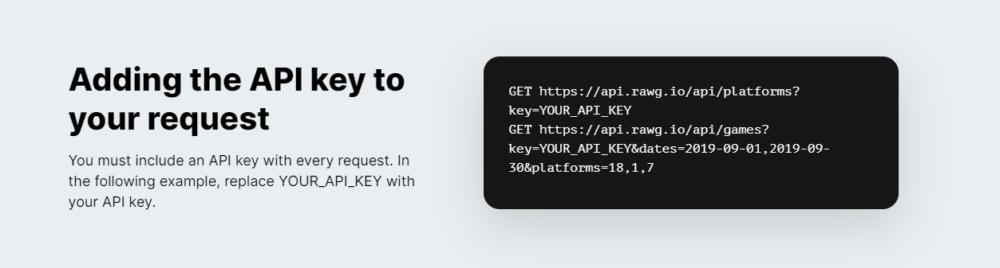 Adding the API key to
your request
You must include an API key with every request. In
the following example, replace YOUR_API_KEY with
your API key.
GET https://api.rawg.io/api/platforms?
key=YOUR_API_KEY
GET https://api.rawg.io/api/games?
key=YOUR_API_KEY&dates=2019-09-01,2019-09-
30&platforms=18,1,7